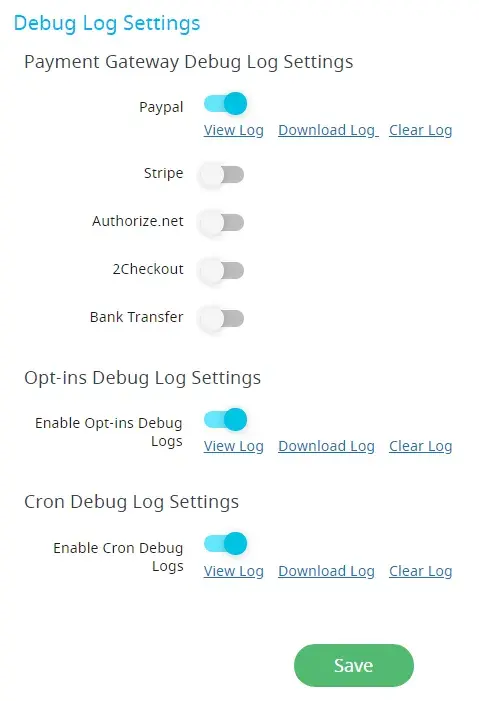 Debug Log Settings
Payment Gateway Debug Log Settings
Paypal
View Log Download Log Clear Log
Stripe
Authorize.net
2Checkout
Bank Transfer
Opt-ins Debug Log Settings
Enable Opt-ins Debug
Logs
View Log Download Log Clear Log
Cron Debug Log Settings
Enable Cron Debug
Logs
View Log Download Log Clear Log
Save